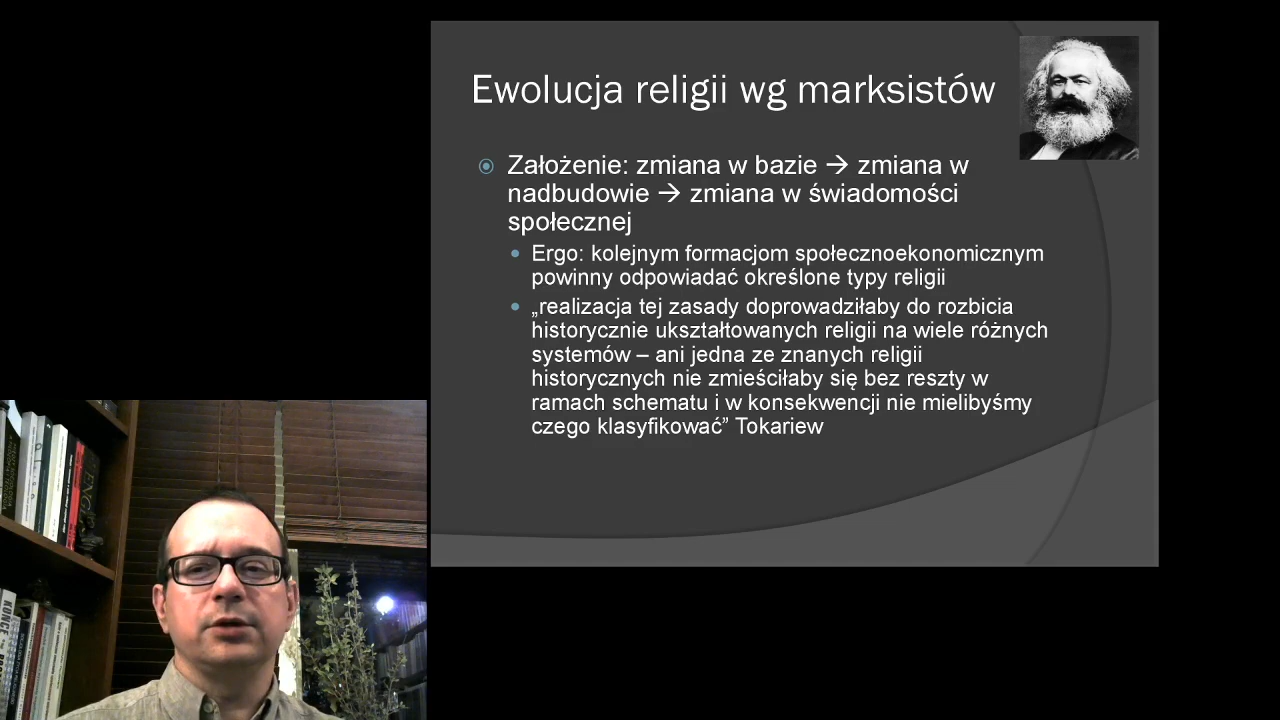 Ewolucja religii wg marksistów
Założenie: zmiana w bazie → zmiana w
nadbudowie → zmiana w świadomości
społecznej
Ergo: kolejnym formacjom społecznoekonomicznym
powinny odpowiadać określone typy religii
„realizacja tej zasady doprowadziłaby do rozbicia
historycznie ukształtowanych religii na wiele różnych
systemów – ani jedna ze znanych religii
historycznych nie zmieściłaby się bez reszty w
ramach schematu i w konsekwencji nie mielibyśmy
czego klasyfikować” Tokariew